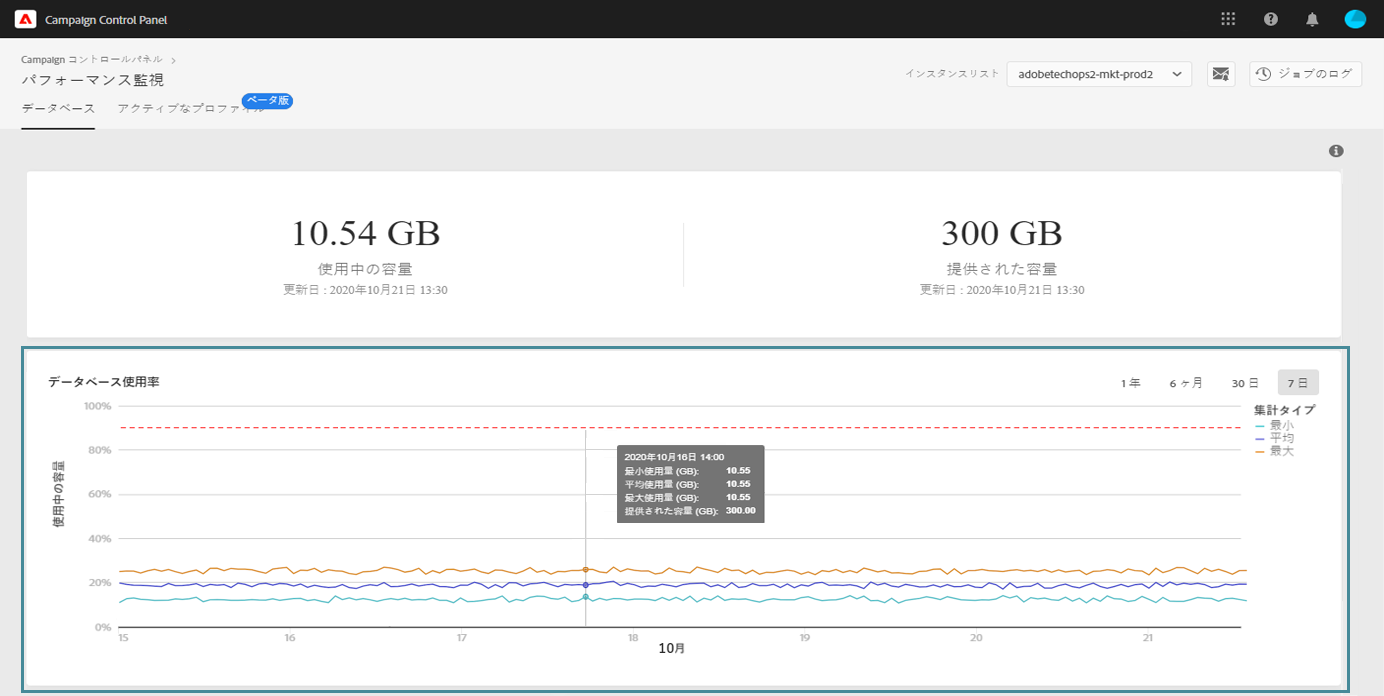 Campaign Control Panel
Campaign コントロールパネル
パフォーマンス監視
インスタンスリスト
adobetechops2-mkt-prod2
ジョブのログ
データベース
アクティブなプロファイル
ベータ版
10.54 GB
使用中の容量
更新日 : 2020年10月21日 13:30
300 GB
提供された容量
更新日 : 2020年10月21日 13:30
データベース使用率
1 年
6 ヶ月
30 日
7 日
集計タイプ
最小
平均
最大
使用中の容量
100%
80%
60%
40%
20%
0%
2020年10月16日 14:00
最小使用量 (GB): 10.55
平均使用量 (GB): 10.55
最大使用量 (GB): 10.55
提供された容量 (GB): 300.00
15 16 17 18 19 20 21
10月